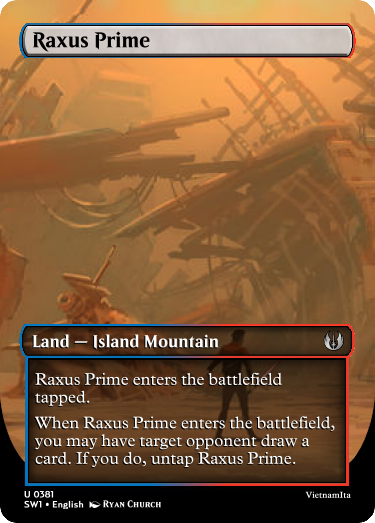 Raxus Prime
Land — Island Mountain
Raxus Prime enters the battlefield
tapped.
When Raxus Prime enters the battlefield,
you may have target opponent draw a
card. If you do, untap Raxus Prime.
U 0381
SW1 • English Ryan Church
VietnamIta